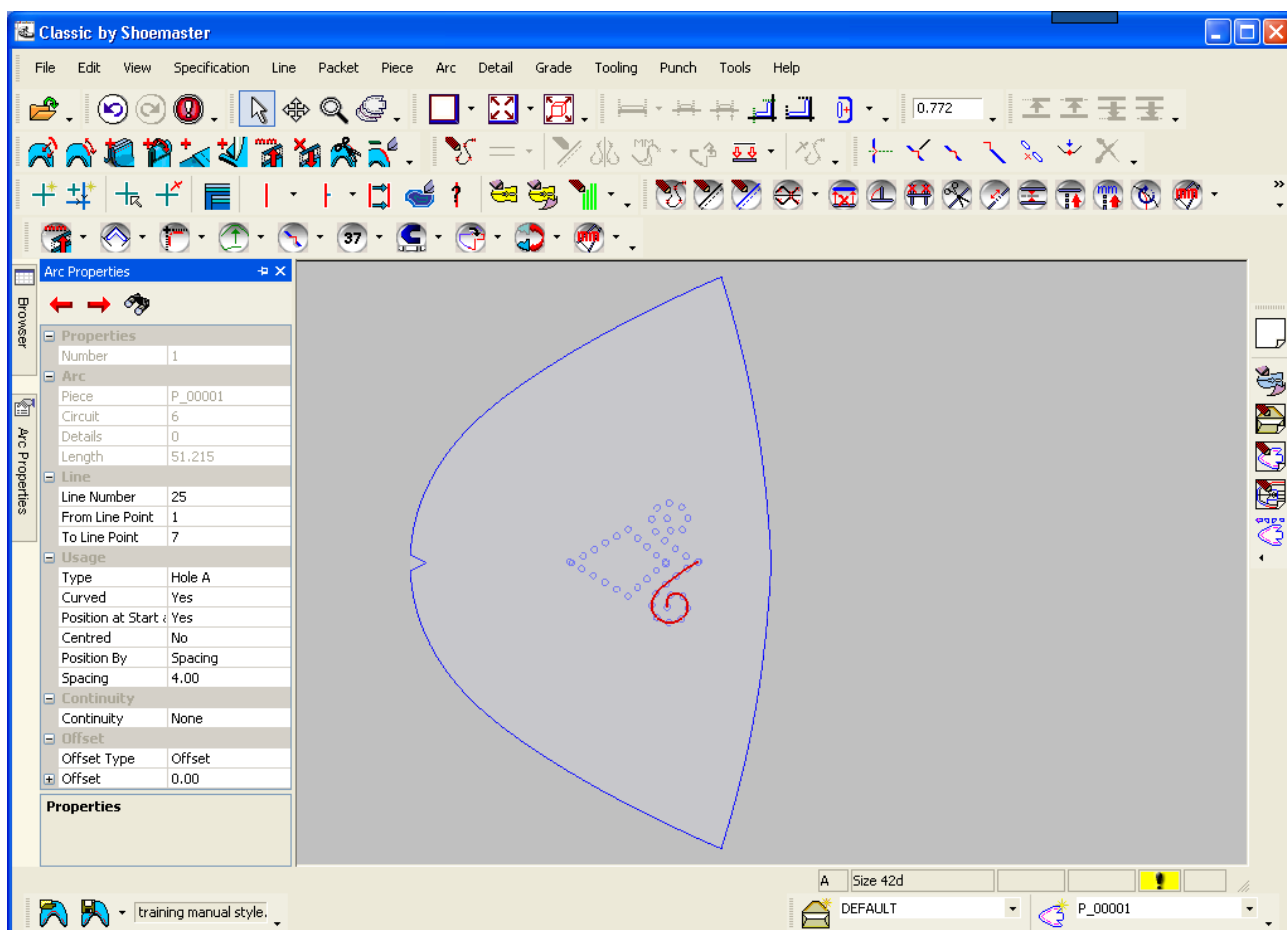 Classic by Shoemaster
File Edit View Specification Line Packet Piece Arc Detail Grade Tooling Punch Tools Help
0.772
mm
mm
37
Browser
Arc Properties
Arc Properties
Properties
Number 1
Arc
Piece P_00001
Circuit 6
Details 0
Length 51.215
Line
Line Number 25
From Line Point 1
To Line Point 7
Usage
Type Hole A
Curved Yes
Position at Start Yes
Centred No
Position By Spacing
Spacing 4.00
Continuity
Continuity None
Offset
Offset Type Offset
Offset 0.00
Properties
A Size 42d
training manual style.
DEFAULT
P_00001